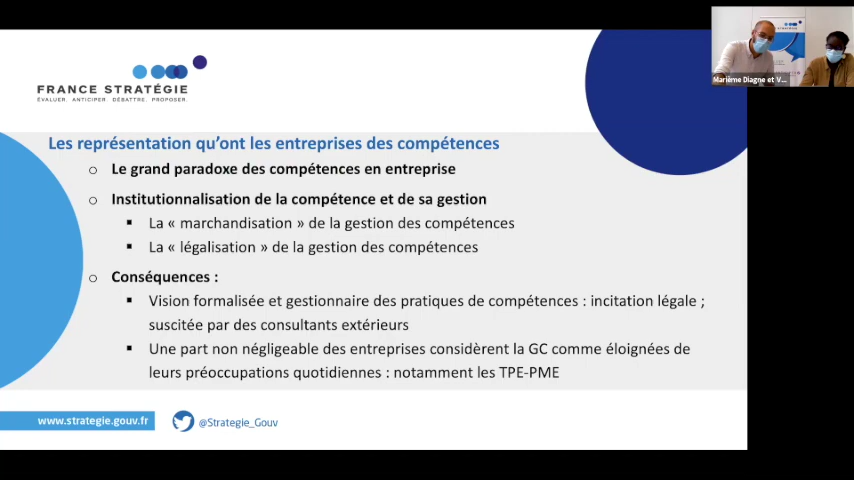 FRANCE STRATÉGIE
ÉVALUER. ANTICIPER. DÉBATTRE. PROPOSER.
Marième Diagne et V...
Les représentation qu'ont les entreprises des compétences
o Le grand paradoxe des compétences en entreprise
o Institutionnalisation de la compétence et de sa gestion
▪ La « marchandisation » de la gestion des compétences
▪ La « légalisation » de la gestion des compétences
o Conséquences :
▪ Vision formalisée et gestionnaire des pratiques de compétences : incitation légale ;
suscitée par des consultants extérieurs
▪ Une part non négligeable des entreprises considèrent la GC comme éloignées de
leurs préoccupations quotidiennes : notamment les TPE-PME
www.strategie.gouv.fr
@Strategie_Gouv